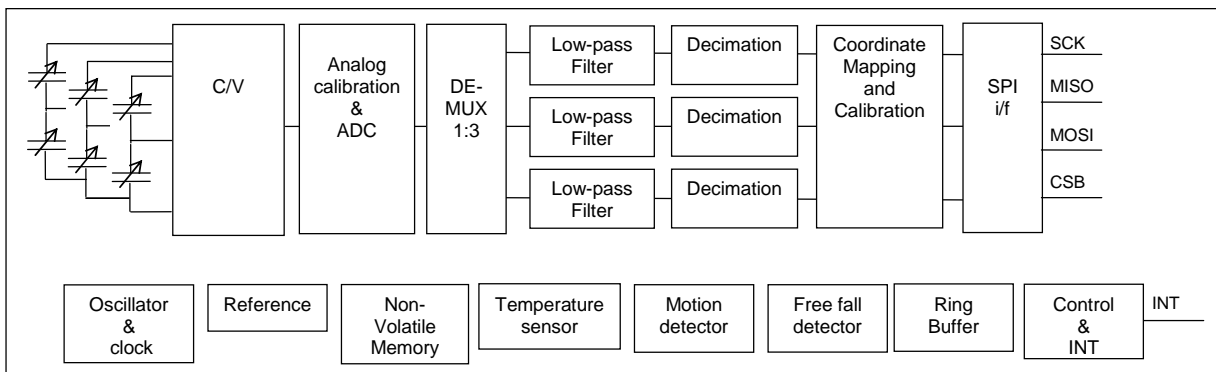 C/V
Analog
calibration
&
ADC
DE-
MUX
1:3
Low-pass
Filter
Decimation
Low-pass
Filter
Decimation
Low-pass
Filter
Decimation
Coordinate
Mapping
and
Calibration
SPI
i/f
SCK
MISO
MOSI
CSB
Oscillator
&
clock
Reference
Non-
Volatile
Memory
Temperature
sensor
Motion
detector
Free fall
detector
Ring
Buffer
Control
&
INT
INT